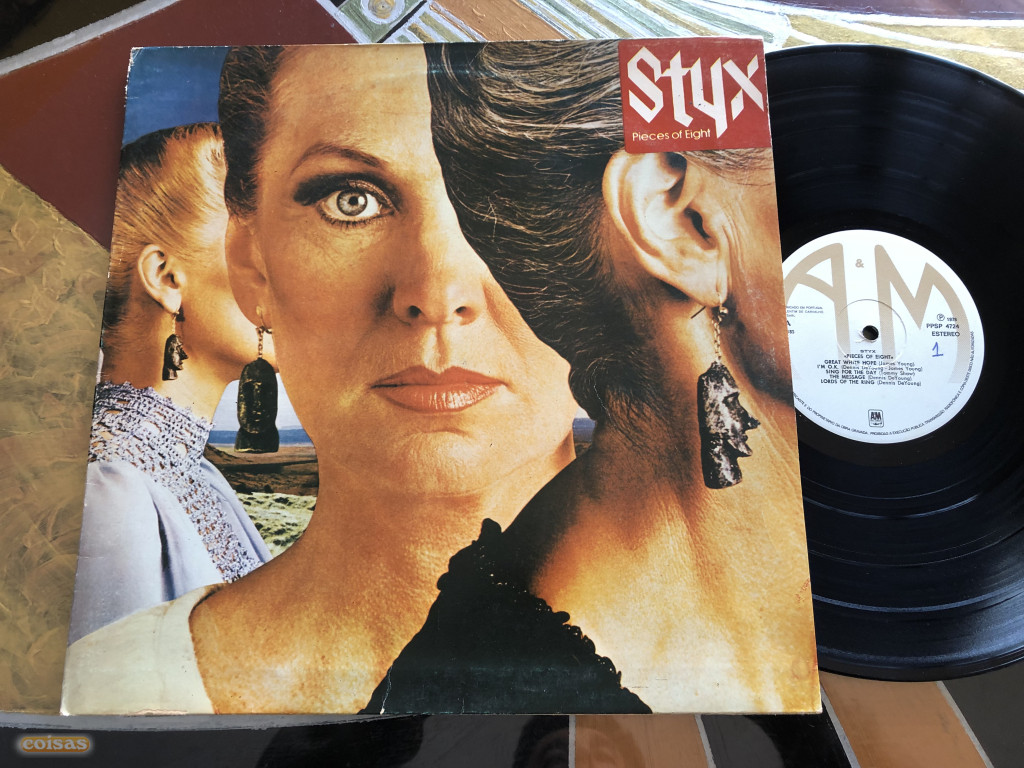 Styx
Pieces of Eight
A & M
℗ 1978
PPSP 4724
ESTEREO
1
STYX
«PIECES OF EIGHT»
GREAT WHITE HOPE (James Young)
I'M O.K. (Dennis DeYoung - James Young)
SING FOR THE DAY (Tommy Shaw)
THE MESSAGE (Dennis DeYoung)
LORDS OF THE RING (Dennis DeYoung)
A&M
coisas